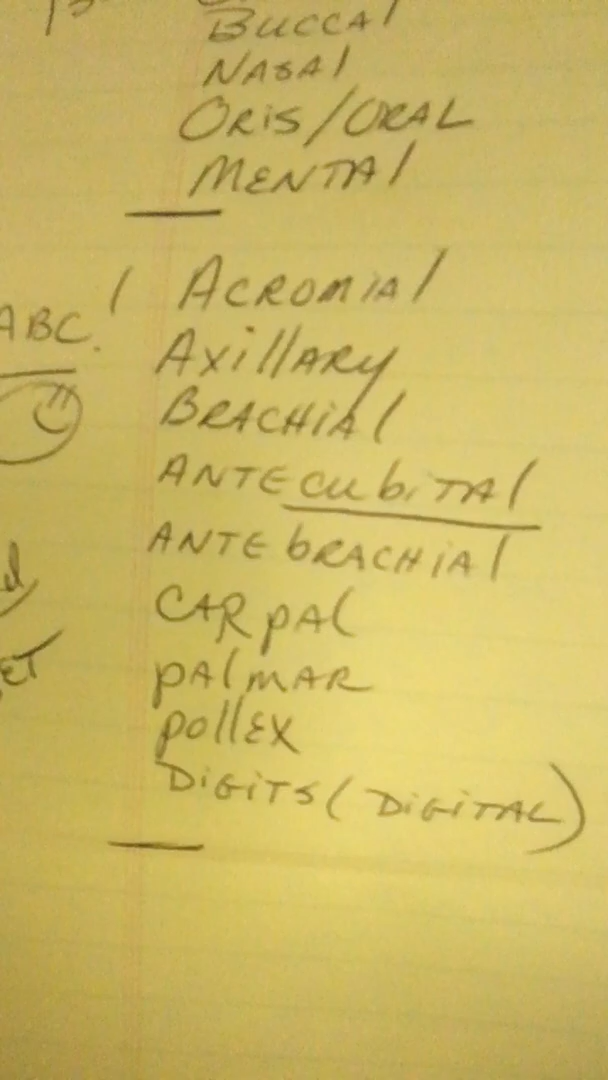 BUCCAl
NASAl
ORiS/ORAL
MENTAl
ACROMiAl
ABC!
AXillARY
BRACHiAl
ANTEcubiTAl
ANTEbRACHiAl
CARpAL
pAlMAR
pollEX
DiGiTS (DiGiTAL)